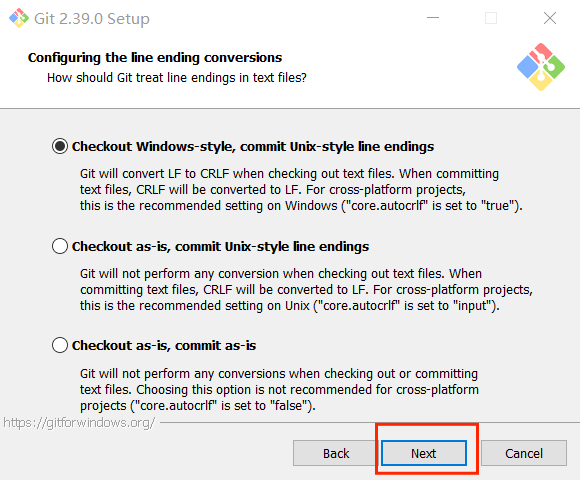 Git 2.39.0 Setup
Configuring the line ending conversions
How should Git treat line endings in text files?
Checkout Windows-style, commit Unix-style line endings
Git will convert LF to CRLF when checking out text files. When committing
text files, CRLF will be converted to LF. For cross-platform projects,
this is the recommended setting on Windows ("core.autocrlf" is set to "true").
Checkout as-is, commit Unix-style line endings
Git will not perform any conversion when checking out text files. When
committing text files, CRLF will be converted to LF. For cross-platform projects,
this is the recommended setting on Unix ("core.autocrlf" is set to "input").
Checkout as-is, commit as-is
Git will not perform any conversions when checking out or committing
text files. Choosing this option is not recommended for cross-platform
projects ("core.autocrlf" is set to "false").
https://gitforwindows.org/
Back Next Cancel